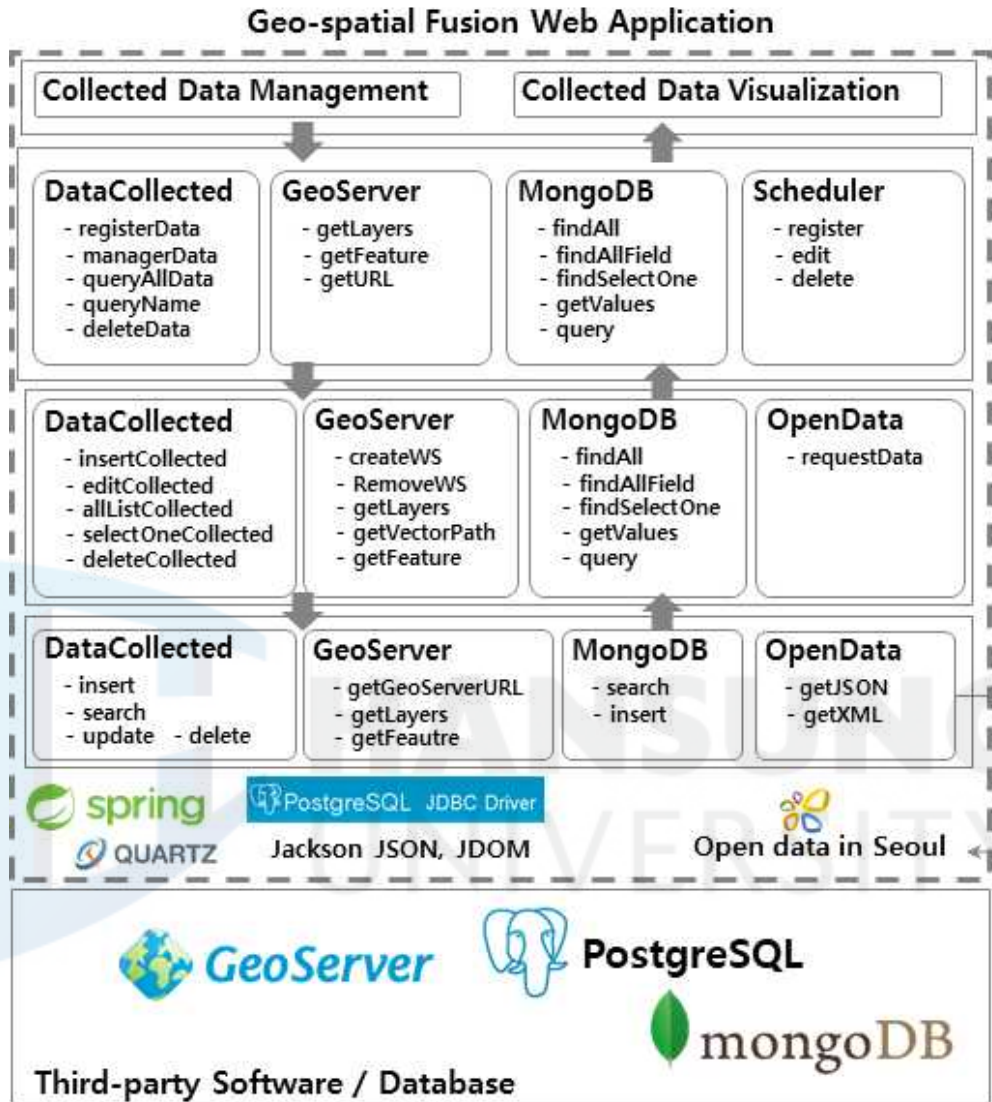 Geo-spatial Fusion Web Application
Collected Data Management
Collected Data Visualization
DataCollected
- registerData
- managerData
- queryAllData
- queryName
- deleteData
GeoServer
- getLayers
- getFeature
- getURL
MongoDB
- findAll
- findAllField
- findSelectOne
- getValues
- query
Scheduler
- register
- edit
- delete
DataCollected
- insertCollected
- editCollected
- allListCollected
- selectOneCollected
- deleteCollected
GeoServer
- createWS
- RemoveWS
- getLayers
- getVectorPath
- getFeature
MongoDB
- findAll
- findAllField
- findSelectOne
- getValues
- query
OpenData
- requestData
DataCollected
- insert
- search
- update - delete
GeoServer
- getGeoServerURL
- getLayers
- getFeautre
MongoDB
- search
- insert
OpenData
- getJSON
- getXML
HANSUNG
UNIVERSITY
spring
PostgreSQL JDBC Driver
QUARTZ
Jackson JSON, JDOM
Open data in Seoul
GeoServer
PostgreSQL
mongoDB
Third-party Software / Database